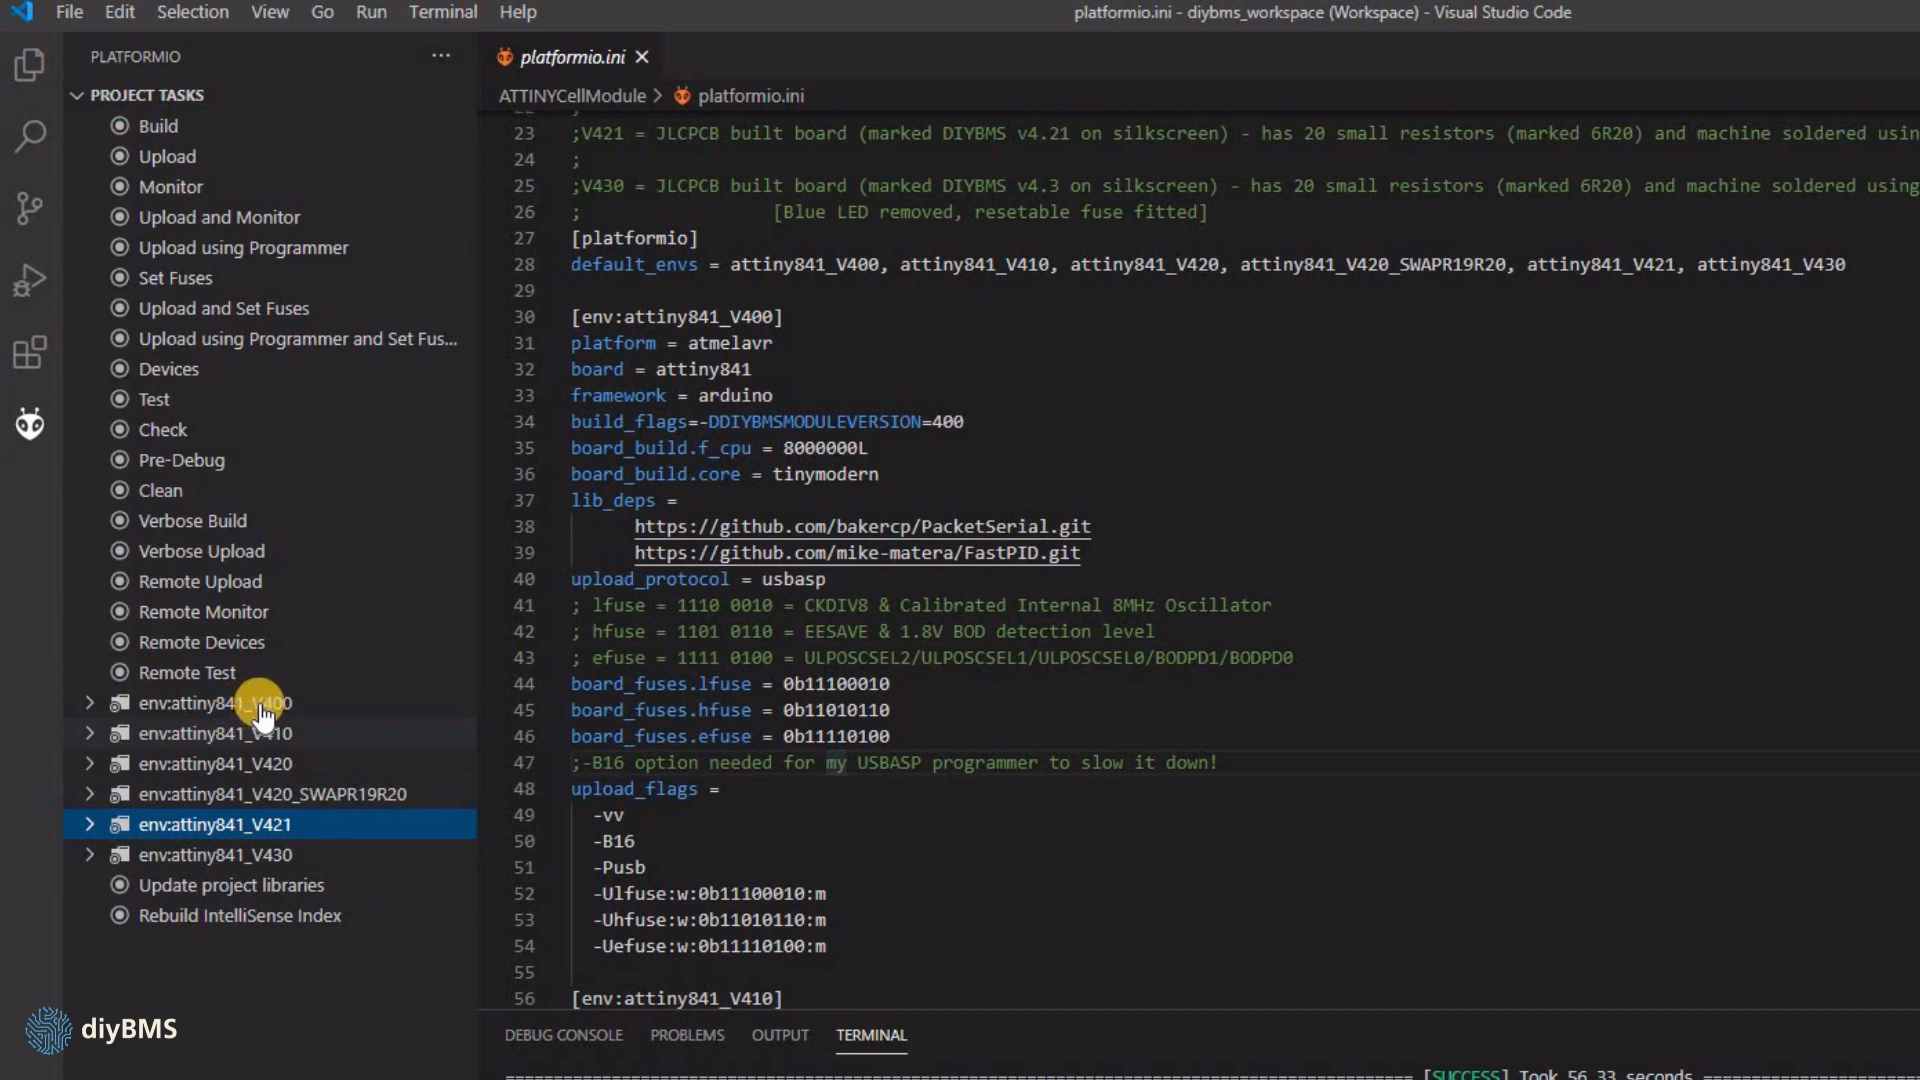 File Edit Selection View Go Run Terminal Help
platformio.ini - diybms_workspace (Workspace) - Visual Studio Code
PLATFORMIO ···
PROJECT TASKS
Build
Upload
Monitor
Upload and Monitor
Upload using Programmer
Set Fuses
Upload and Set Fuses
Upload using Programmer and Set Fus...
Devices
Test
Check
Pre-Debug
Clean
Verbose Build
Verbose Upload
Remote Upload
Remote Monitor
Remote Devices
Remote Test
env:attiny841_V400
env:attiny841_V410
env:attiny841_V420
env:attiny841_V420_SWAPR19R20
env:attiny841_V421
env:attiny841_V430
Update project libraries
Rebuild IntelliSense Index
diyBMS
platformio.ini
ATTINYCellModule > platformio.ini
23 ;V421 = JLCPCB built board (marked DIYBMS v4.21 on silkscreen) - has 20 small resistors (marked 6R20) and machine soldered usin
24 ;
25 ;V430 = JLCPCB built board (marked DIYBMS v4.3 on silkscreen) - has 20 small resistors (marked 6R20) and machine soldered using
26 ; [Blue LED removed, resetable fuse fitted]
27 [platformio]
28 default_envs = attiny841_V400, attiny841_V410, attiny841_V420, attiny841_V420_SWAPR19R20, attiny841_V421, attiny841_V430
29
30 [env:attiny841_V400]
31 platform = atmelavr
32 board = attiny841
33 framework = arduino
34 build_flags=-DDIYBMSMODULEVERSION=400
35 board_build.f_cpu = 8000000L
36 board_build.core = tinymodern
37 lib_deps =
38 https://github.com/bakercp/PacketSerial.git
39 https://github.com/mike-matera/FastPID.git
40 upload_protocol = usbasp
41 ; lfuse = 1110 0010 = CKDIV8 & Calibrated Internal 8MHz Oscillator
42 ; hfuse = 1101 0110 = EESAVE & 1.8V BOD detection level
43 ; efuse = 1111 0100 = ULPOSCSEL2/ULPOSCSEL1/ULPOSCSEL0/BODPD1/BODPD0
44 board_fuses.lfuse = 0b11100010
45 board_fuses.hfuse = 0b11010110
46 board_fuses.efuse = 0b11110100
47 ;-B16 option needed for my USBASP programmer to slow it down!
48 upload_flags =
49 -vv
50 -B16
51 -Pusb
52 -Ulfuse:w:0b11100010:m
53 -Uhfuse:w:0b11010110:m
54 -Uefuse:w:0b11110100:m
55
56 [env:attiny841_V410]
DEBUG CONSOLE PROBLEMS OUTPUT TERMINAL
[SUCCESS] Took 56.33 seconds